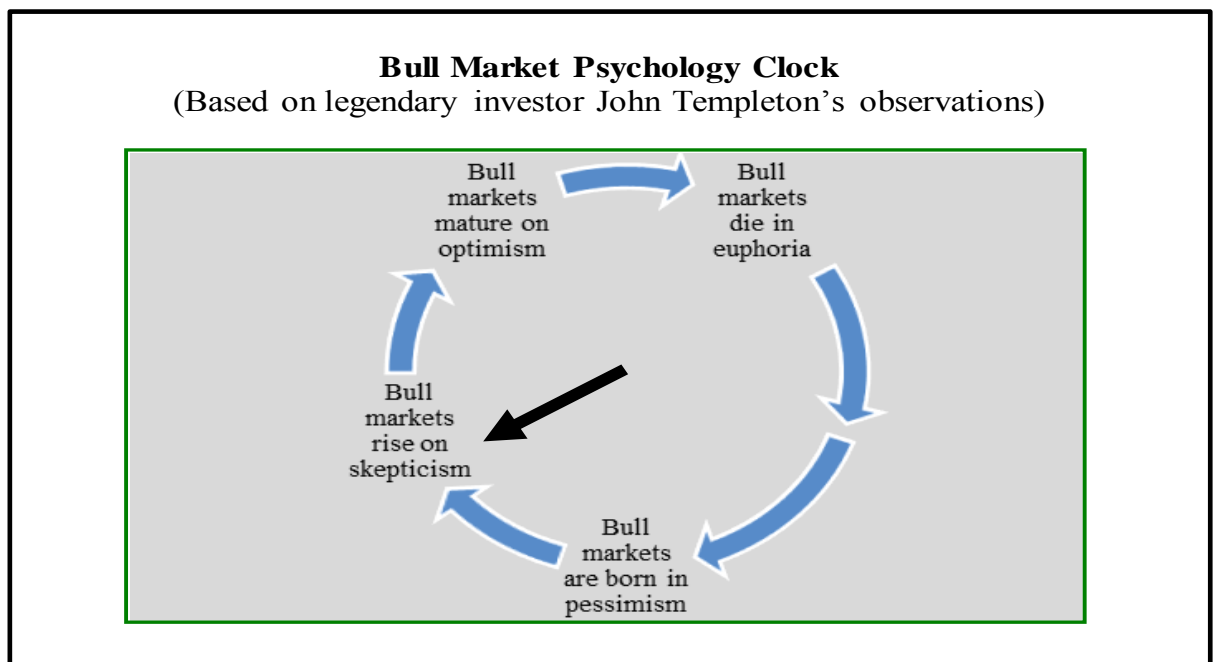 Bull Market Psychology Clock
(Based on legendary investor John Templeton’s observations)
Bull
markets
mature on
optimism
Bull
markets
die in
euphoria
Bull
markets
rise on
skepticism
Bull
markets
are born in
pessimism